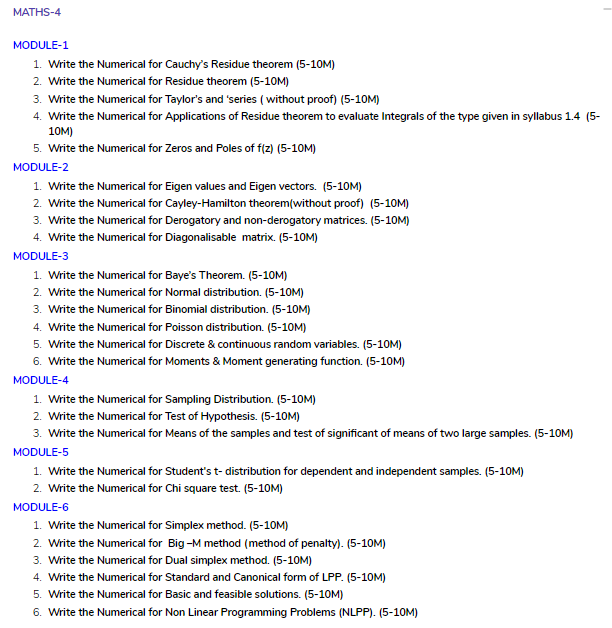 MATHS-4
MODULE-1
1. Write the Numerical for Cauchy's Residue theorem (5-10M)
2. Write the Numerical for Residue theorem (5-10M)
3. Write the Numerical for Taylor's and 'series ( without proof) (5-10M)
4. Write the Numerical for Applications of Residue theorem to evaluate Integrals of the type given in syllabus 1.4 (5-
10M)
5. Write the Numerical for Zeros and Poles of f(z) (5-10M)
MODULE-2
1. Write the Numerical for Eigen values and Eigen vectors. (5-10M)
2. Write the Numerical for Cayley-Hamilton theorem(without proof) (5-10M)
3. Write the Numerical for Derogatory and non-derogatory matrices. (5-10M)
4. Write the Numerical for Diagonalisable matrix. (5-10M)
MODULE-3
1. Write the Numerical for Baye's Theorem. (5-10M)
2. Write the Numerical for Normal distribution. (5-10M)
3. Write the Numerical for Binomial distribution. (5-10M)
4. Write the Numerical for Poisson distribution. (5-10M)
5. Write the Numerical for Discrete & continuous random variables. (5-10M)
6. Write the Numerical for Moments & Moment generating function. (5-10M)
MODULE-4
1. Write the Numerical for Sampling Distribution. (5-10M)
2. Write the Numerical for Test of Hypothesis. (5-10M)
3. Write the Numerical for Means of the samples and test of significant of means of two large samples. (5-10M)
MODULE-5
1. Write the Numerical for Student's t- distribution for dependent and independent samples. (5-10M)
2. Write the Numerical for Chi square test. (5-10M)
MODULE-6
1. Write the Numerical for Simplex method. (5-10M)
2. Write the Numerical for Big –M method (method of penalty). (5-10M)
3. Write the Numerical for Dual simplex method. (5-10M)
4. Write the Numerical for Standard and Canonical form of LPP. (5-10M)
5. Write the Numerical for Basic and feasible solutions. (5-10M)
6. Write the Numerical for Non Linear Programming Problems (NLPP). (5-10M)